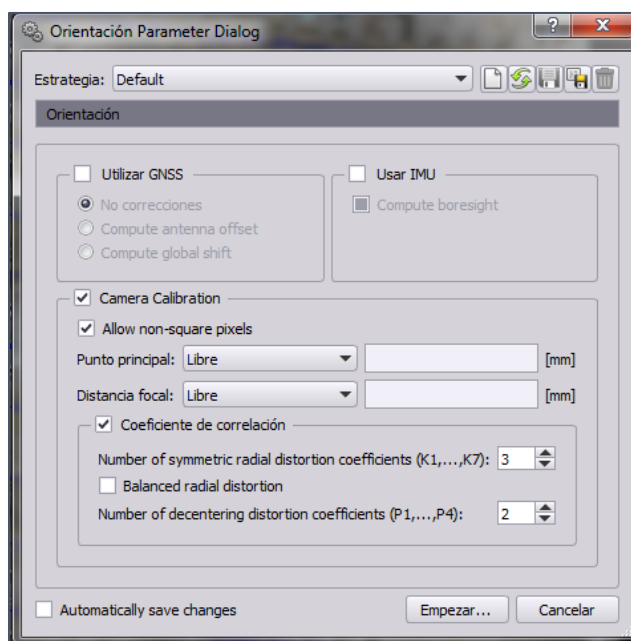 Orientación Parameter Dialog
Estrategia: Default
Orientación
Utilizar GNSS
No correcciones
Compute antenna offset
Compute global shift
Usar IMU
Compute boresight
Camera Calibration
Allow non-square pixels
Punto principal: Libre [mm]
Distancia focal: Libre [mm]
Coeficiente de correlación
Number of symmetric radial distortion coefficients (K1,...,K7): 3
Balanced radial distortion
Number of decentering distortion coefficients (P1,...,P4): 2
Automatically save changes Empezar... Cancelar